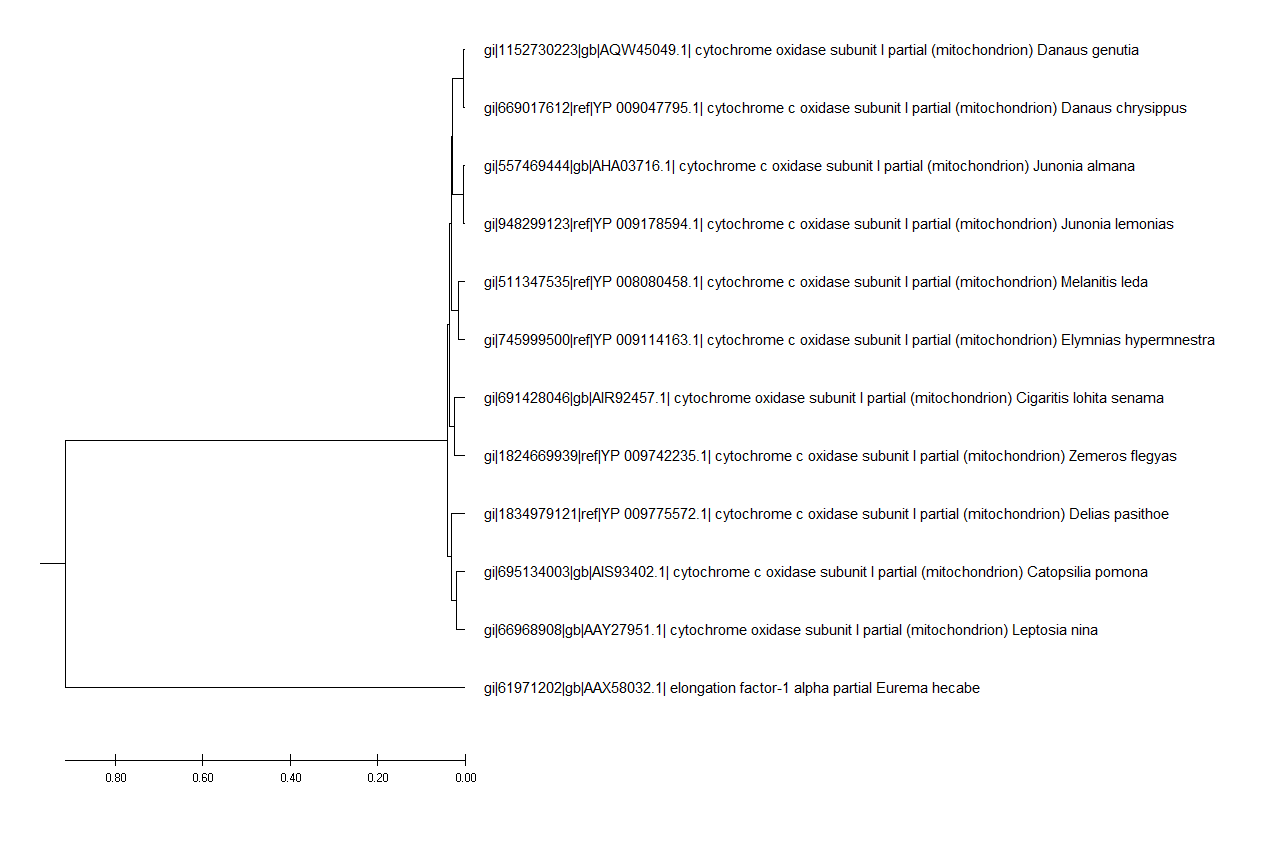 gi|1152730223|gb|AQW45049.1| cytochrome oxidase subunit I partial (mitochondrion) Danaus genutia
gi|669017612|ref|YP 009047795.1| cytochrome c oxidase subunit I partial (mitochondrion) Danaus chrysippus
gi|557469444|gb|AHA03716.1| cytochrome c oxidase subunit I partial (mitochondrion) Junonia almana
gi|948299123|ref|YP 009178594.1| cytochrome c oxidase subunit I partial (mitochondrion) Junonia lemonias
gi|511347535|ref|YP 008080458.1| cytochrome c oxidase subunit I partial (mitochondrion) Melanitis leda
gi|745999500|ref|YP 009114163.1| cytochrome c oxidase subunit I partial (mitochondrion) Elymnias hypermnestra
gi|691428046|gb|AIR92457.1| cytochrome oxidase subunit I partial (mitochondrion) Cigaritis lohita senama
gi|1824669939|ref|YP 009742235.1| cytochrome c oxidase subunit I partial (mitochondrion) Zemeros flegyas
gi|1834979121|ref|YP 009775572.1| cytochrome c oxidase subunit I partial (mitochondrion) Delias pasithoe
gi|695134003|gb|AIS93402.1| cytochrome c oxidase subunit I partial (mitochondrion) Catopsilia pomona
gi|66968908|gb|AAY27951.1| cytochrome oxidase subunit I partial (mitochondrion) Leptosia nina
gi|61971202|gb|AAX58032.1| elongation factor-1 alpha partial Eurema hecabe
0.80 0.60 0.40 0.20 0.00